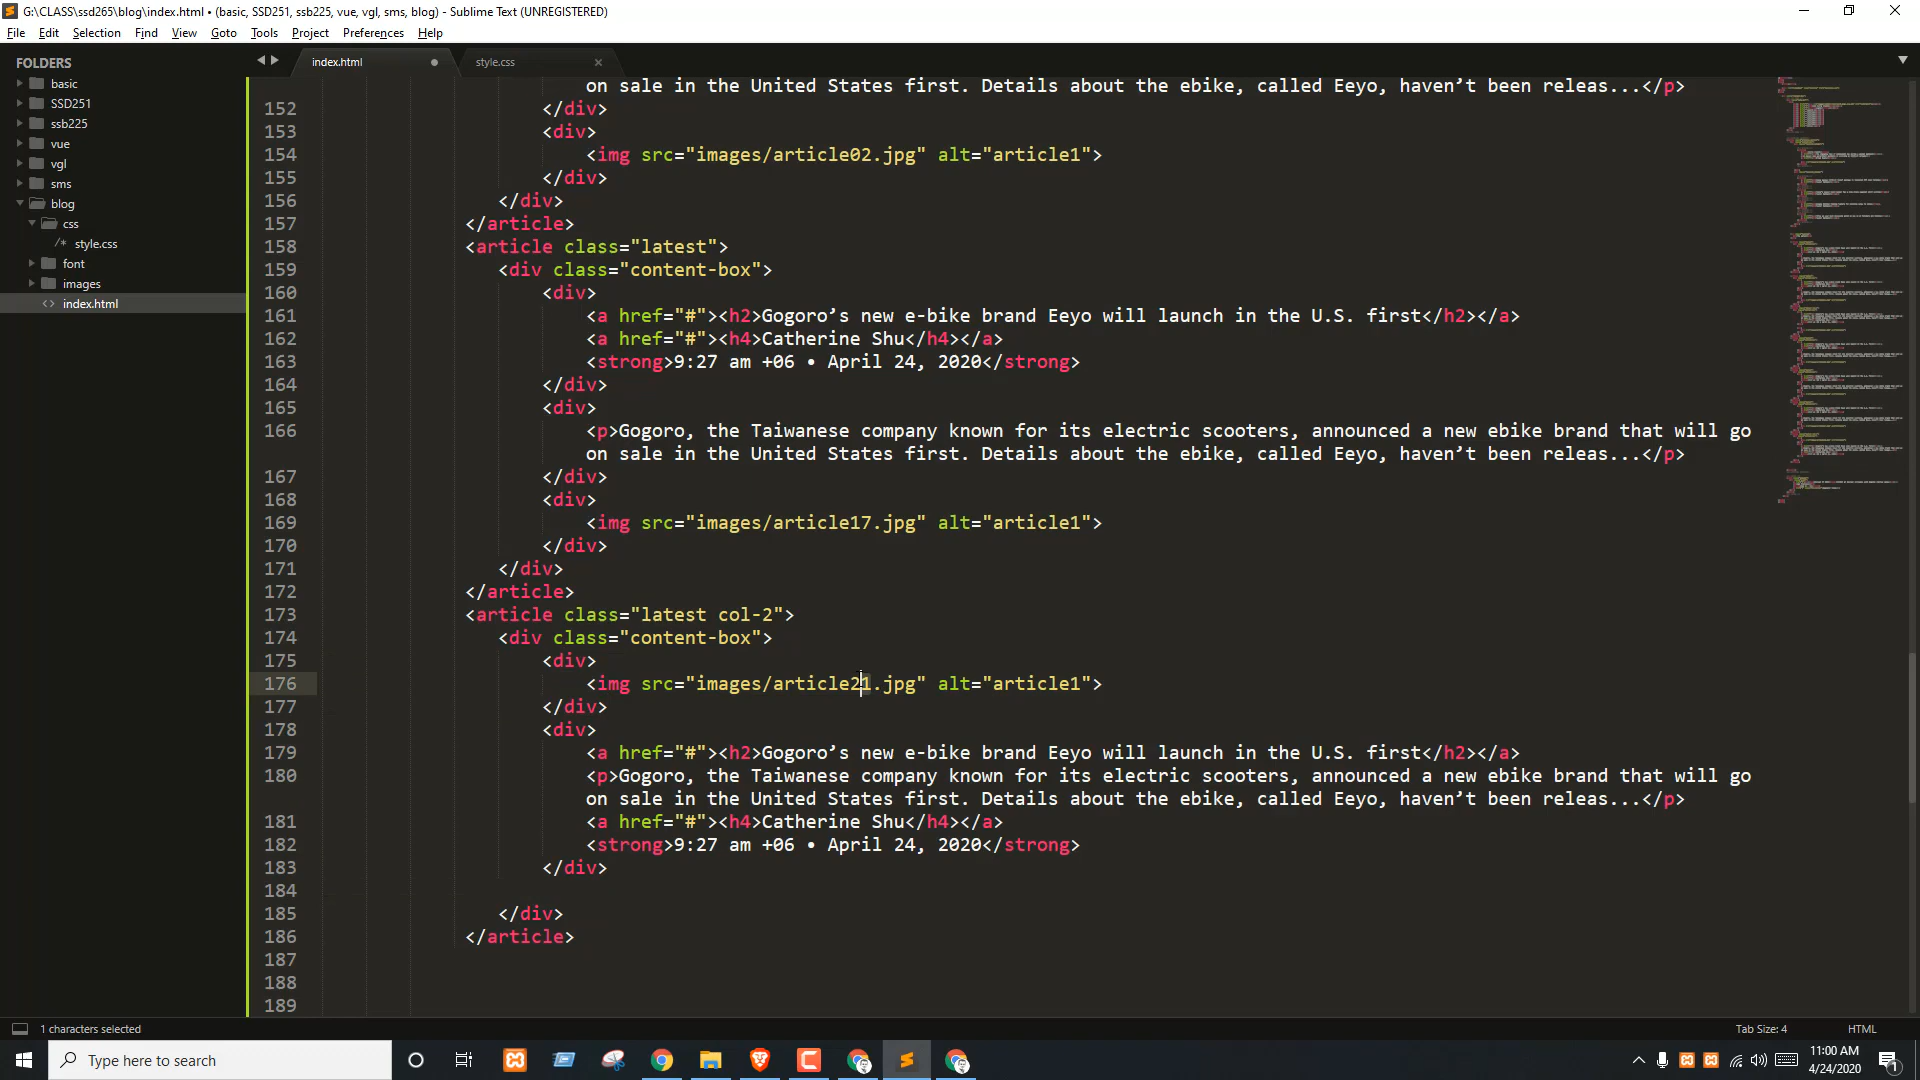 G:\CLASS\ssd265\blog\index.html • (basic, SSD251, ssb225, vue, vgl, sms, blog) - Sublime Text (UNREGISTERED)
File Edit Selection Find View Goto Tools Project Preferences Help
FOLDERS
basic
SSD251
ssb225
vue
vgl
sms
blog
css
/* style.css
font
images
<> index.html
index.html
style.css
on sale in the United States first. Details about the ebike, called Eeyo, haven’t been releas...</p>
152 </div>
153 <div>
154 <img src="images/article02.jpg" alt="article1">
155 </div>
156 </div>
157 </article>
158 <article class="latest">
159 <div class="content-box">
160 <div>
161 <a href="#"><h2>Gogoro’s new e-bike brand Eeyo will launch in the U.S. first</h2></a>
162 <a href="#"><h4>Catherine Shu</h4></a>
163 <strong>9:27 am +06 • April 24, 2020</strong>
164 </div>
165 <div>
166 <p>Gogoro, the Taiwanese company known for its electric scooters, announced a new ebike brand that will go
on sale in the United States first. Details about the ebike, called Eeyo, haven’t been releas...</p>
167 </div>
168 <div>
169 <img src="images/article17.jpg" alt="article1">
170 </div>
171 </div>
172 </article>
173 <article class="latest col-2">
174 <div class="content-box">
175 <div>
176 <img src="images/article21.jpg" alt="article1">
177 </div>
178 <div>
179 <a href="#"><h2>Gogoro’s new e-bike brand Eeyo will launch in the U.S. first</h2></a>
180 <p>Gogoro, the Taiwanese company known for its electric scooters, announced a new ebike brand that will go
on sale in the United States first. Details about the ebike, called Eeyo, haven’t been releas...</p>
181 <a href="#"><h4>Catherine Shu</h4></a>
182 <strong>9:27 am +06 • April 24, 2020</strong>
183 </div>
184
185 </div>
186 </article>
187
188
189
1 characters selected
Tab Size: 4
HTML
Type here to search
11:00 AM
4/24/2020